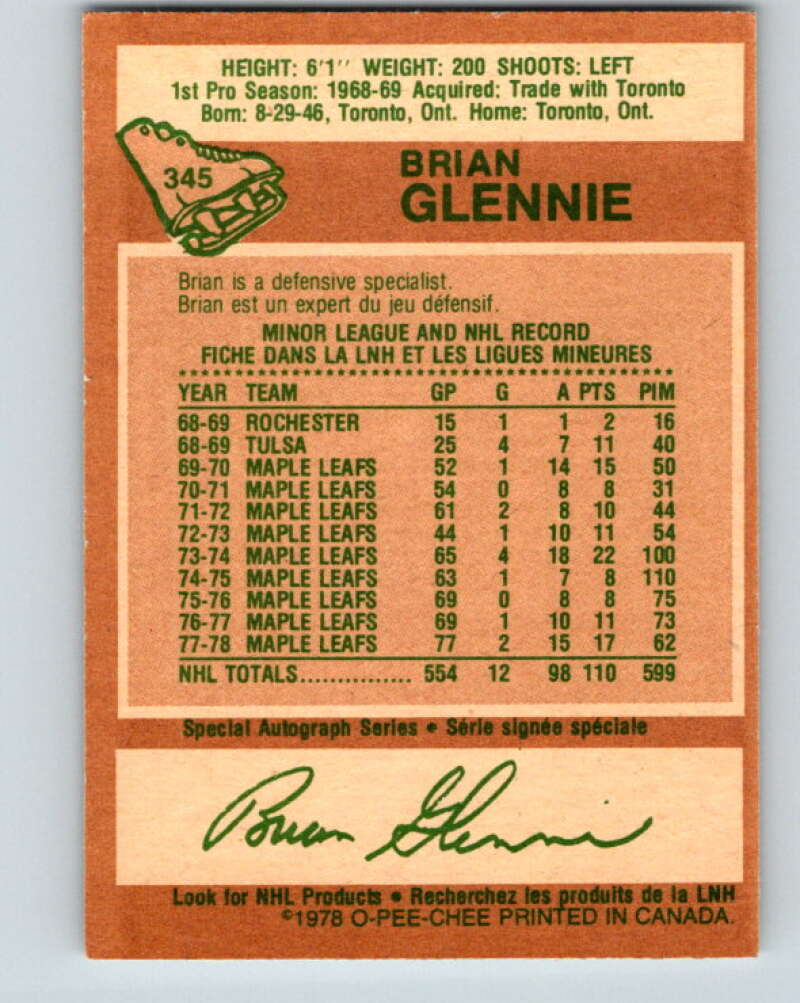 HEIGHT: 6'1'' WEIGHT: 200 SHOOTS: LEFT
1st Pro Season: 1968-69 Acquired: Trade with Toronto
Born: 8-29-46, Toronto, Ont. Home: Toronto, Ont.
345
BRIAN
GLENNIE
Brian is a defensive specialist.
Brian est un expert du jeu défensif.
MINOR LEAGUE AND NHL RECORD
FICHE DANS LA LNH ET LES LIGUES MINEURES
YEAR TEAM GP G A PTS PIM
68-69 ROCHESTER 15 1 1 2 16
68-69 TULSA 25 4 7 11 40
69-70 MAPLE LEAFS 52 1 14 15 50
70-71 MAPLE LEAFS 54 0 8 8 31
71-72 MAPLE LEAFS 61 2 8 10 44
72-73 MAPLE LEAFS 44 1 10 11 54
73-74 MAPLE LEAFS 65 4 18 22 100
74-75 MAPLE LEAFS 63 1 7 8 110
75-76 MAPLE LEAFS 69 0 8 8 75
76-77 MAPLE LEAFS 69 1 10 11 73
77-78 MAPLE LEAFS 77 2 15 17 62
NHL TOTALS............... 554 12 98 110 599
Special Autograph Series • Série signée spéciale
Brian Glennie
Look for NHL Products • Recherchez les produits de la LNH
©1978 O-PEE-CHEE PRINTED IN CANADA.